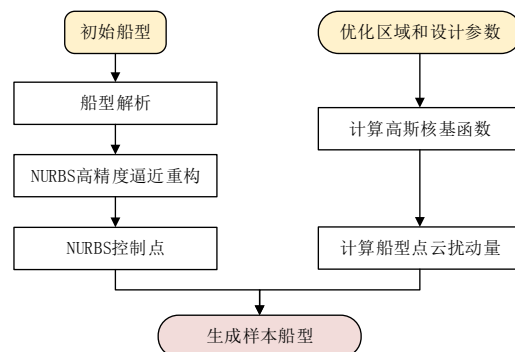 初始船型
优化区域和设计参数
船型解析
计算高斯核基函数
NURBS高精度逼近重构
NURBS控制点
计算船型点云扰动量
生成样本船型